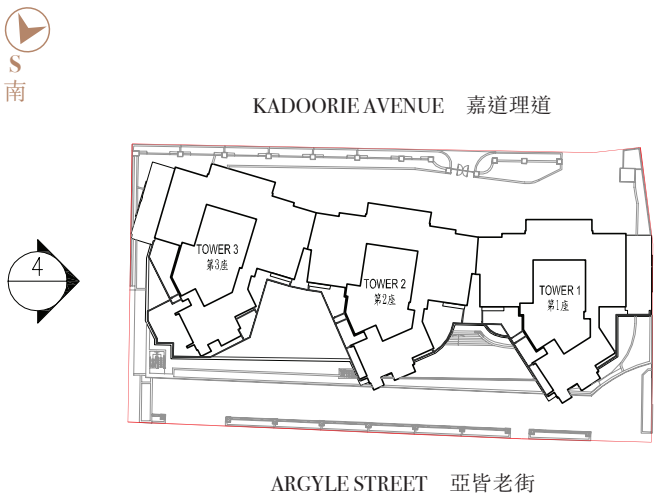 S
南
KADOORIE AVENUE 嘉道理道
4
TOWER 3
第3座
TOWER 2
第2座
TOWER 1
第1座
ARGYLE STREET 亞皆老街